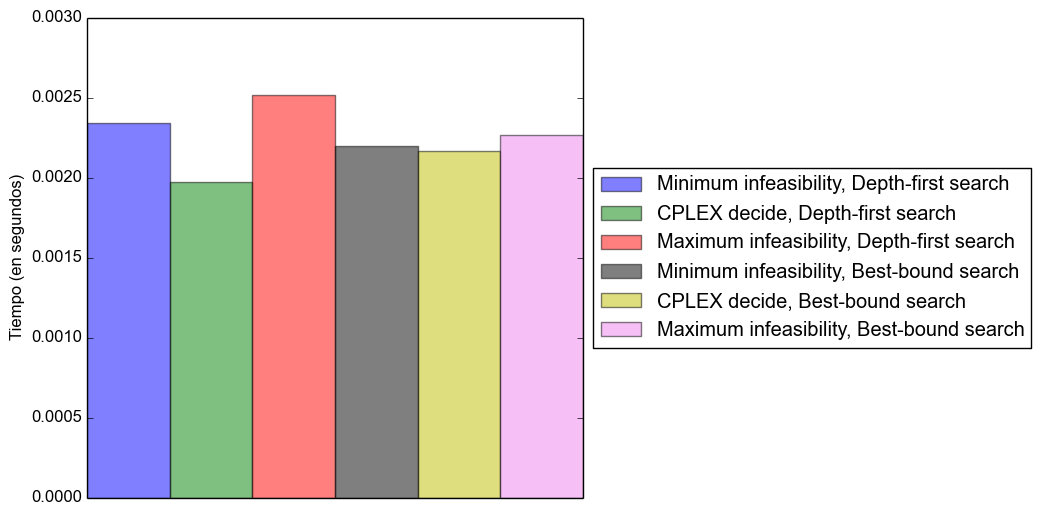 0.0030
0.0025
0.0020
0.0015
0.0010
0.0005
0.0000
Tiempo (en segundos)
Minimum infeasibility, Depth-first search
CPLEX decide, Depth-first search
Maximum infeasibility, Depth-first search
Minimum infeasibility, Best-bound search
CPLEX decide, Best-bound search
Maximum infeasibility, Best-bound search